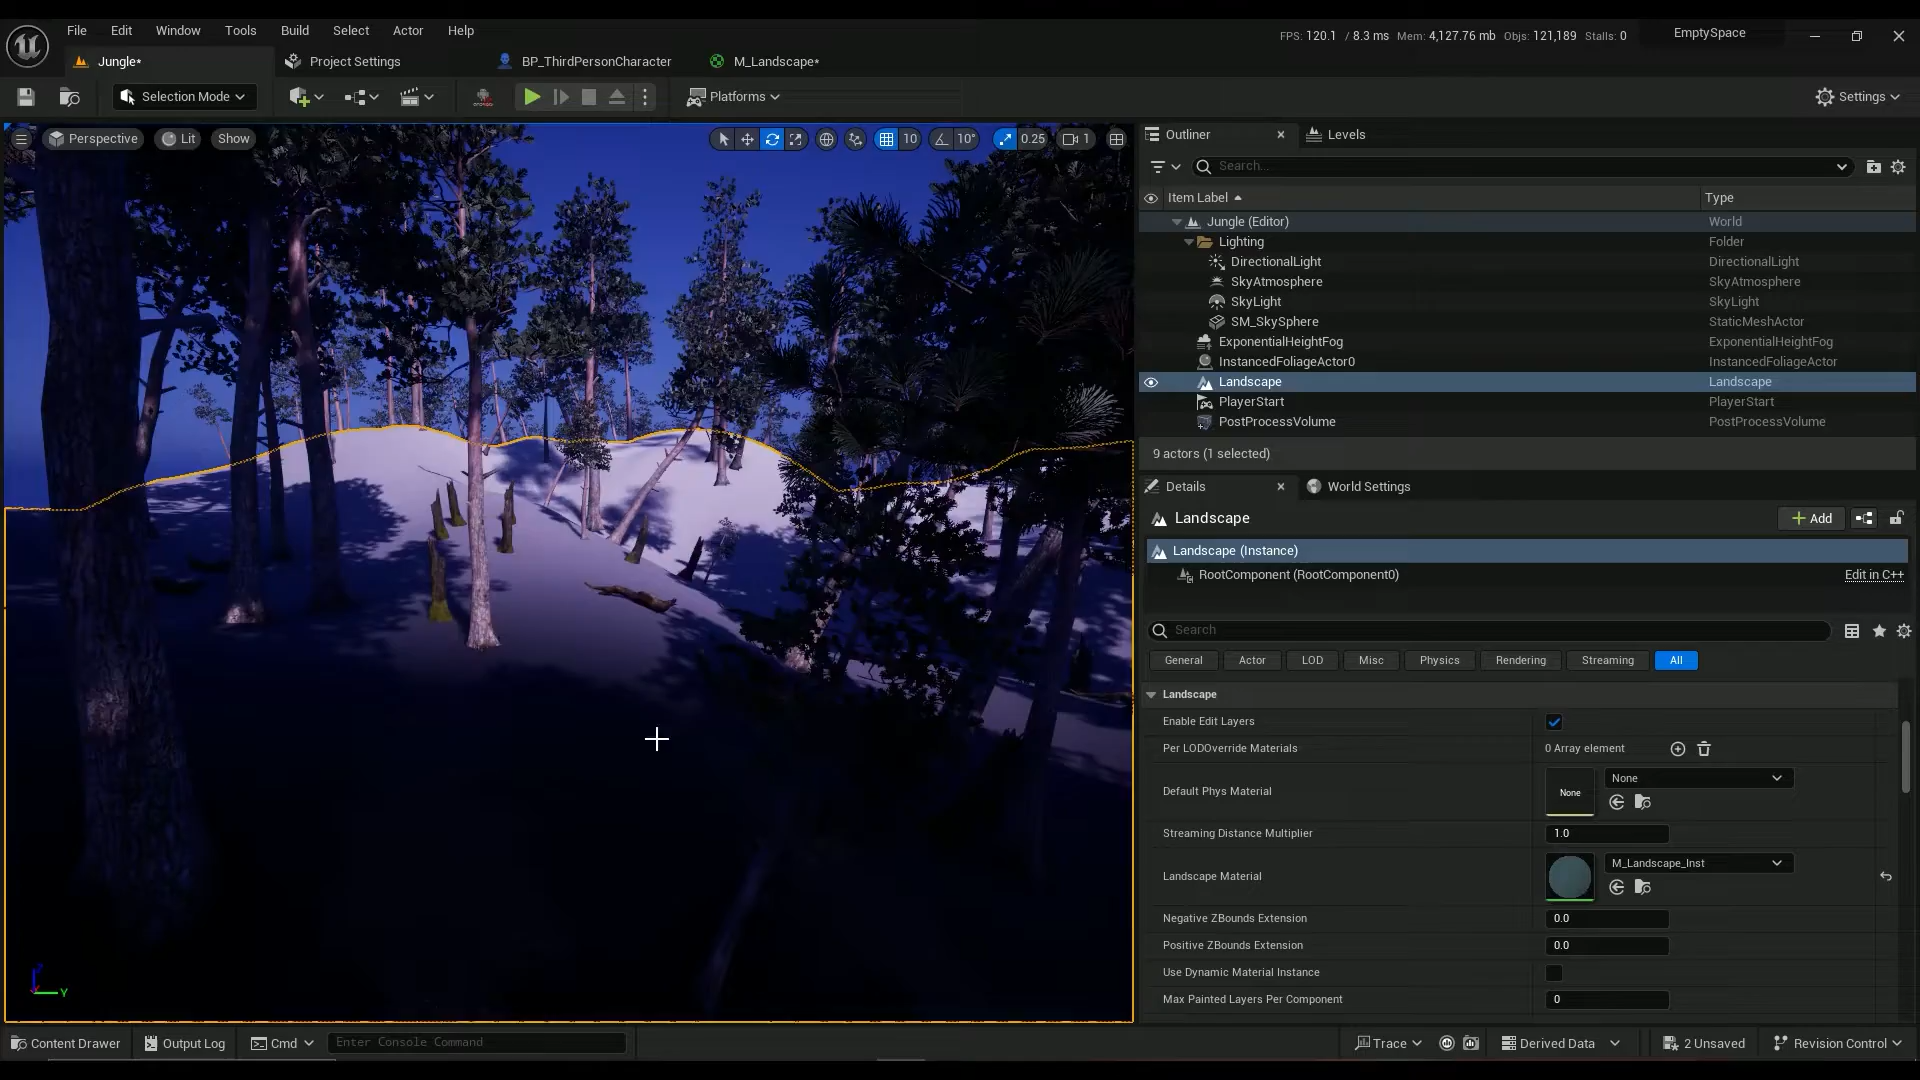 File Edit Window Tools Build Select Actor Help
FPS: 120.1 / 8.3 ms Mem: 4,127.76 mb Objs: 121,189 Stalls: 0
EmptySpace
Jungle* Project Settings BP_ThirdPersonCharacter M_Landscape*
Selection Mode Platforms Settings
Perspective Lit Show 10 10° 0.25 1
Outliner Levels
Search...
Item Label Type
Jungle (Editor) World
Lighting Folder
DirectionalLight DirectionalLight
SkyAtmosphere SkyAtmosphere
SkyLight SkyLight
SM_SkySphere StaticMeshActor
ExponentialHeightFog ExponentialHeightFog
InstancedFoliageActor0 InstancedFoliageActor
Landscape Landscape
PlayerStart PlayerStart
PostProcessVolume PostProcessVolume
9 actors (1 selected)
Details World Settings
Landscape Add
Landscape (Instance)
RootComponent (RootComponent0) Edit in C++
Search
General Actor LOD Misc Physics Rendering Streaming All
Landscape
Enable Edit Layers
Per LODOverride Materials 0 Array element
Default Phys Material None None
Streaming Distance Multiplier 1.0
Landscape Material M_Landscape_Inst
Negative ZBounds Extension 0.0
Positive ZBounds Extension 0.0
Use Dynamic Material Instance
Max Painted Layers Per Component 0
Y
Content Drawer Output Log Cmd Enter Console Command Trace Derived Data 2 Unsaved Revision Control